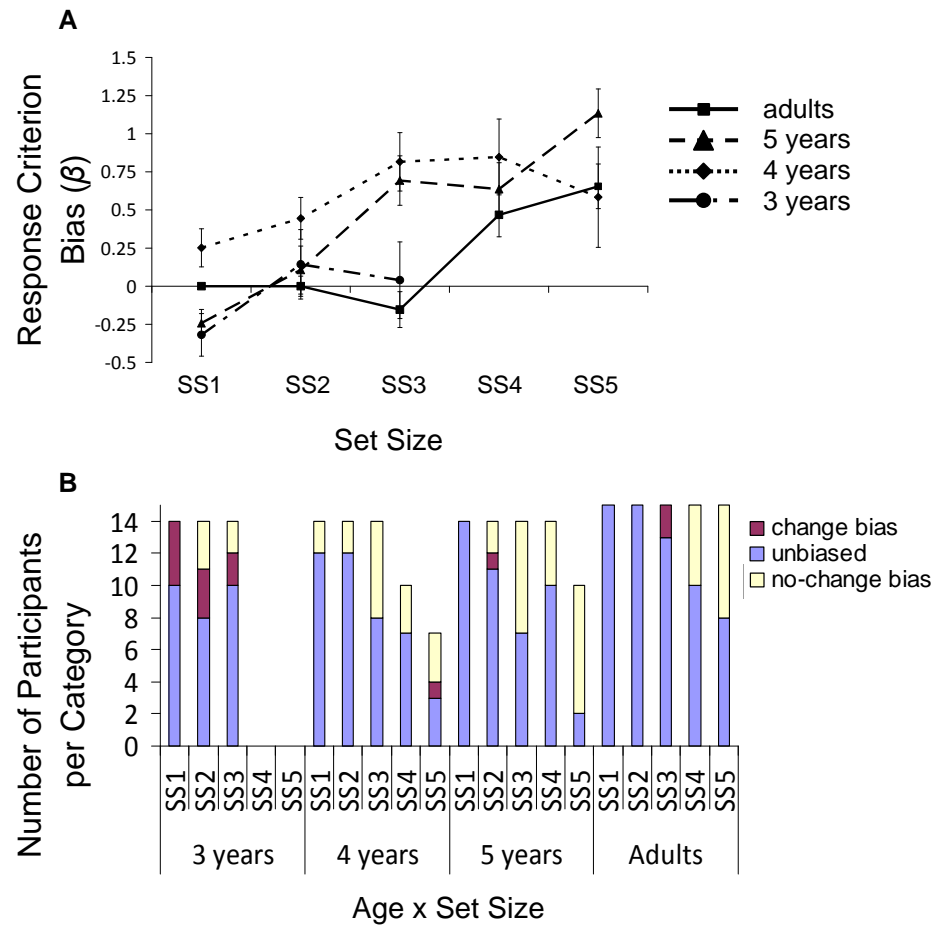 A
Response Criterion
Bias (β)
1.5
1.25
1
0.75
0.5
0.25
0
-0.25
-0.5
SS1 SS2 SS3 SS4 SS5
Set Size
adults
5 years
4 years
3 years
B
Number of Participants
per Category
14
12
10
8
6
4
2
0
change bias
unbiased
no-change bias
SS1 SS2 SS3 SS4 SS5 SS1 SS2 SS3 SS4 SS5 SS1 SS2 SS3 SS4 SS5 SS1 SS2 SS3 SS4 SS5
3 years 4 years 5 years Adults
Age x Set Size